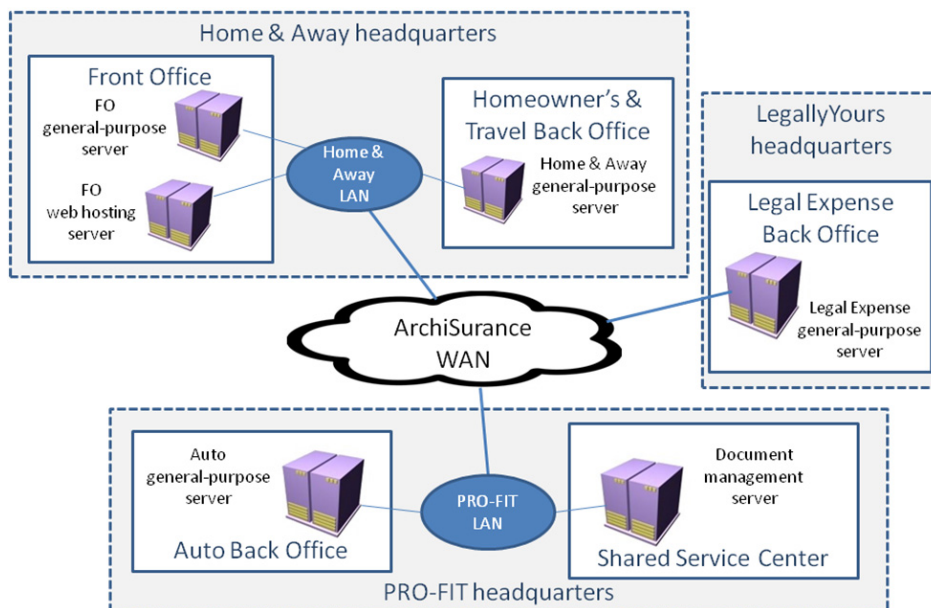 Home & Away headquarters
Front Office
FO
general-purpose
server
FO
web hosting
server
Home &
Away
LAN
Homeowner's &
Travel Back Office
Home & Away
general-purpose
server
LegallyYours
headquarters
Legal Expense
Back Office
Legal Expense
general-purpose
server
ArchiSurance
WAN
Auto
general-purpose
server
Auto Back Office
PRO-FIT
LAN
Document
management
server
Shared Service Center
PRO-FIT headquarters